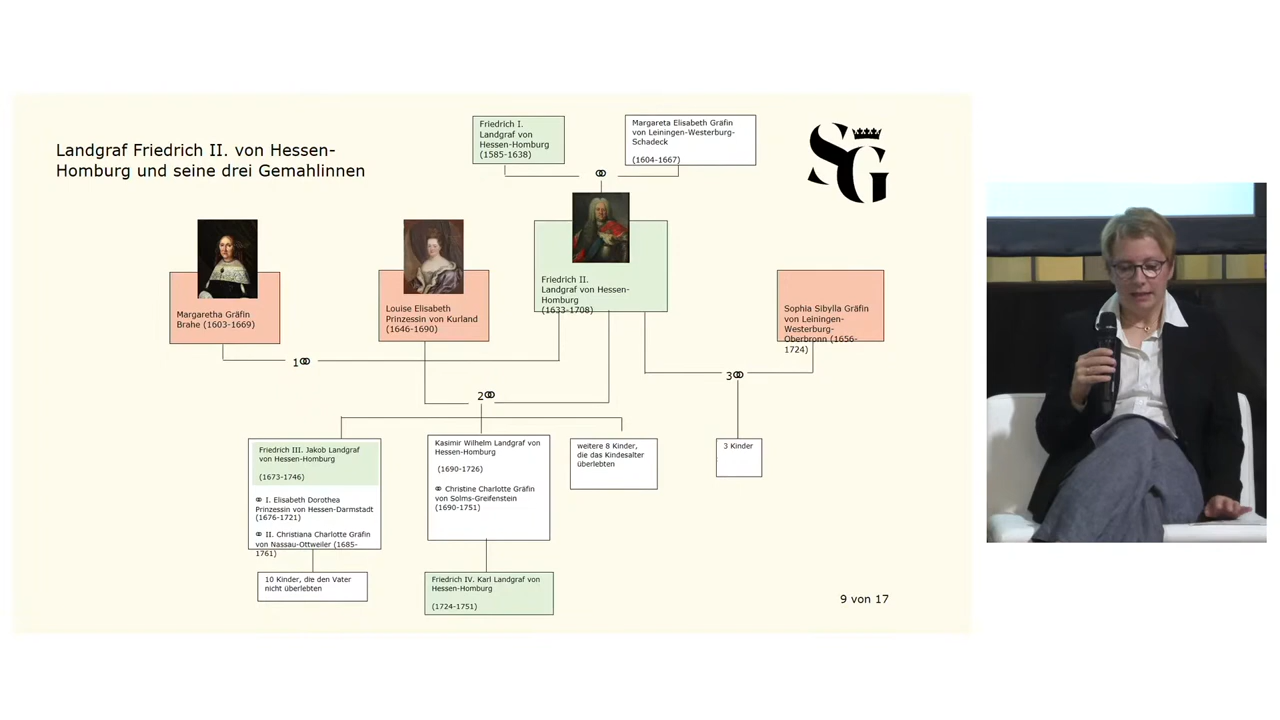 Landgraf Friedrich II. von Hessen-
Homburg und seine drei Gemahlinnen
Friedrich I.
Landgraf von
Hessen-Homburg
(1585-1638)
Margareta Elisabeth Gräfin
von Leiningen-Westerburg-
Schadeck
(1604-1667)
SG
Margaretha Gräfin
Brahe (1603-1669)
Louise Elisabeth
Prinzessin von Kurland
(1646-1690)
Friedrich II.
Landgraf von Hessen-
Homburg
(1633-1708)
Sophia Sibylla Gräfin
von Leiningen-
Westerburg-
Oberbronn (1656-
1724)
1⚭
2⚭
3⚭
Friedrich III. Jakob Landgraf
von Hessen-Homburg
(1673-1746)
⚭ I. Elisabeth Dorothea
Prinzessin von Hessen-Darmstadt
(1676-1721)
⚭ II. Christiana Charlotte Gräfin
von Nassau-Ottweiler (1685-
1761)
Kasimir Wilhelm Landgraf von
Hessen-Homburg
(1690-1726)
⚭ Christine Charlotte Gräfin
von Solms-Greifenstein
(1690-1751)
weitere 8 Kinder,
die das Kindesalter
überlebten
3 Kinder
10 Kinder, die den Vater
nicht überlebten
Friedrich IV. Karl Landgraf von
Hessen-Homburg
(1724-1751)
9 von 17